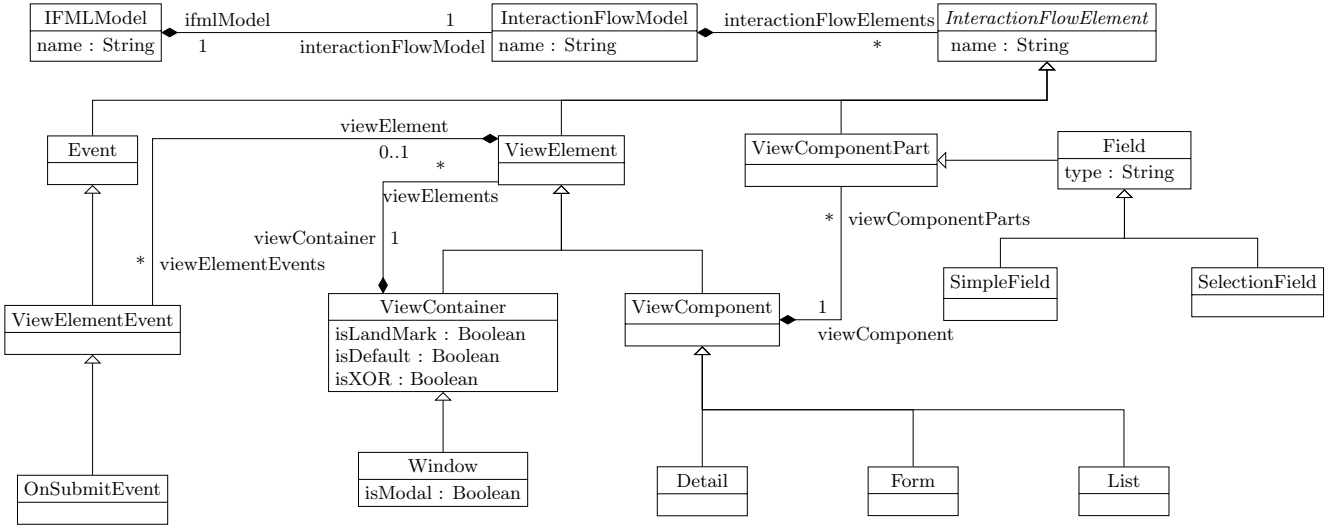 IFMLModel
name : String
ifmlModel
1
1
interactionFlowModel
InteractionFlowModel
name : String
interactionFlowElements
*
InteractionFlowElement
name : String
Event
viewElement
0..1
*
viewElements
ViewElement
ViewComponentPart
Field
type : String
* viewComponentParts
viewContainer 1
* viewElementEvents
SimpleField
SelectionField
ViewElementEvent
ViewContainer
isLandMark : Boolean
isDefault : Boolean
isXOR : Boolean
ViewComponent
1
viewComponent
OnSubmitEvent
Window
isModal : Boolean
Detail
Form
List